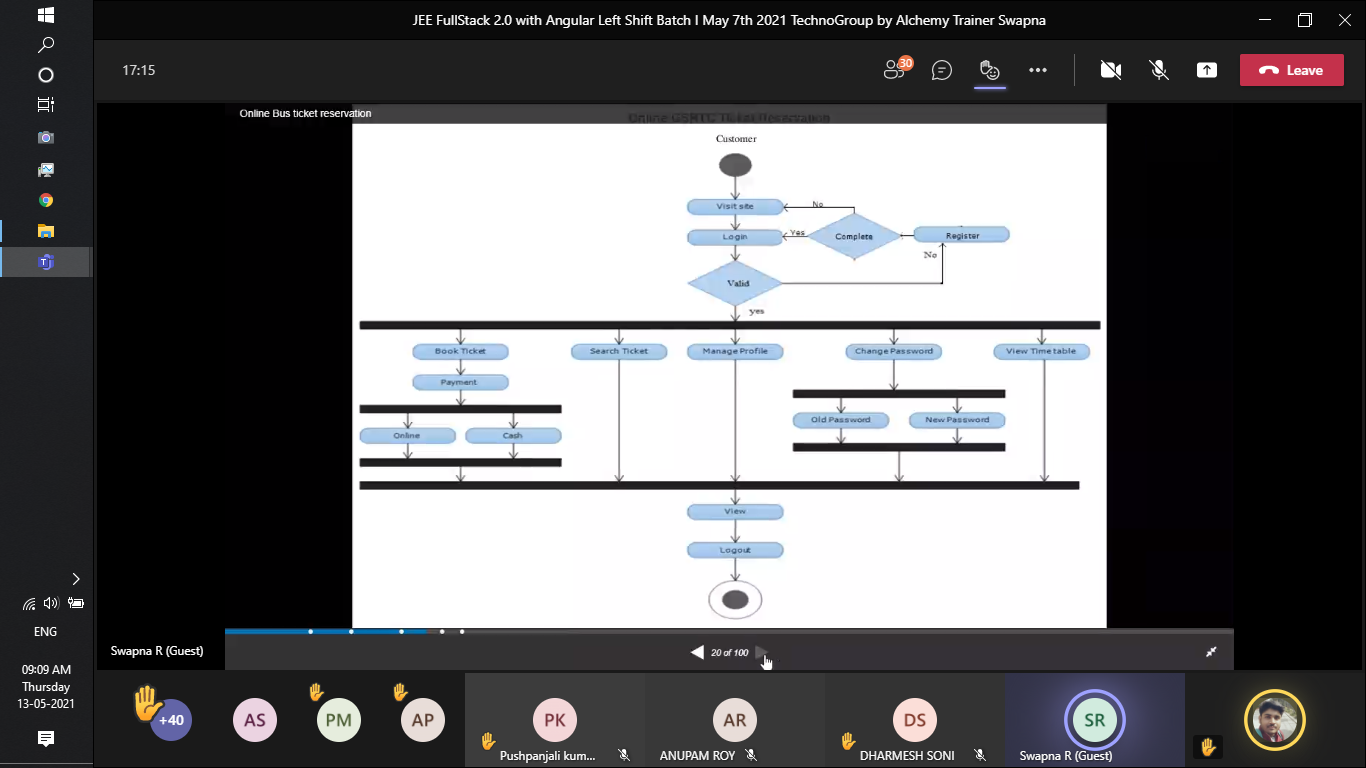 JEE FullStack 2.0 with Angular Left Shift Batch I May 7th 2021 TechnoGroup by Alchemy Trainer Swapna
17:15
30
Leave
Online Bus ticket reservation
Online GSRTC Ticket Reservation
Customer
Visit site
No
Login
Yes
Complete
Register
No
Valid
yes
Book Ticket
Search Ticket
Manage Profile
Change Password
View Time table
Payment
Online
Cash
Old Password
New Password
View
Logout
20 of 100
Swapna R (Guest)
ENG
09:09 AM
Thursday
13-05-2021
+40
AS
PM
AP
PK
Pushpanjali kum...
AR
ANUPAM ROY
DS
DHARMESH SONI
SR
Swapna R (Guest)